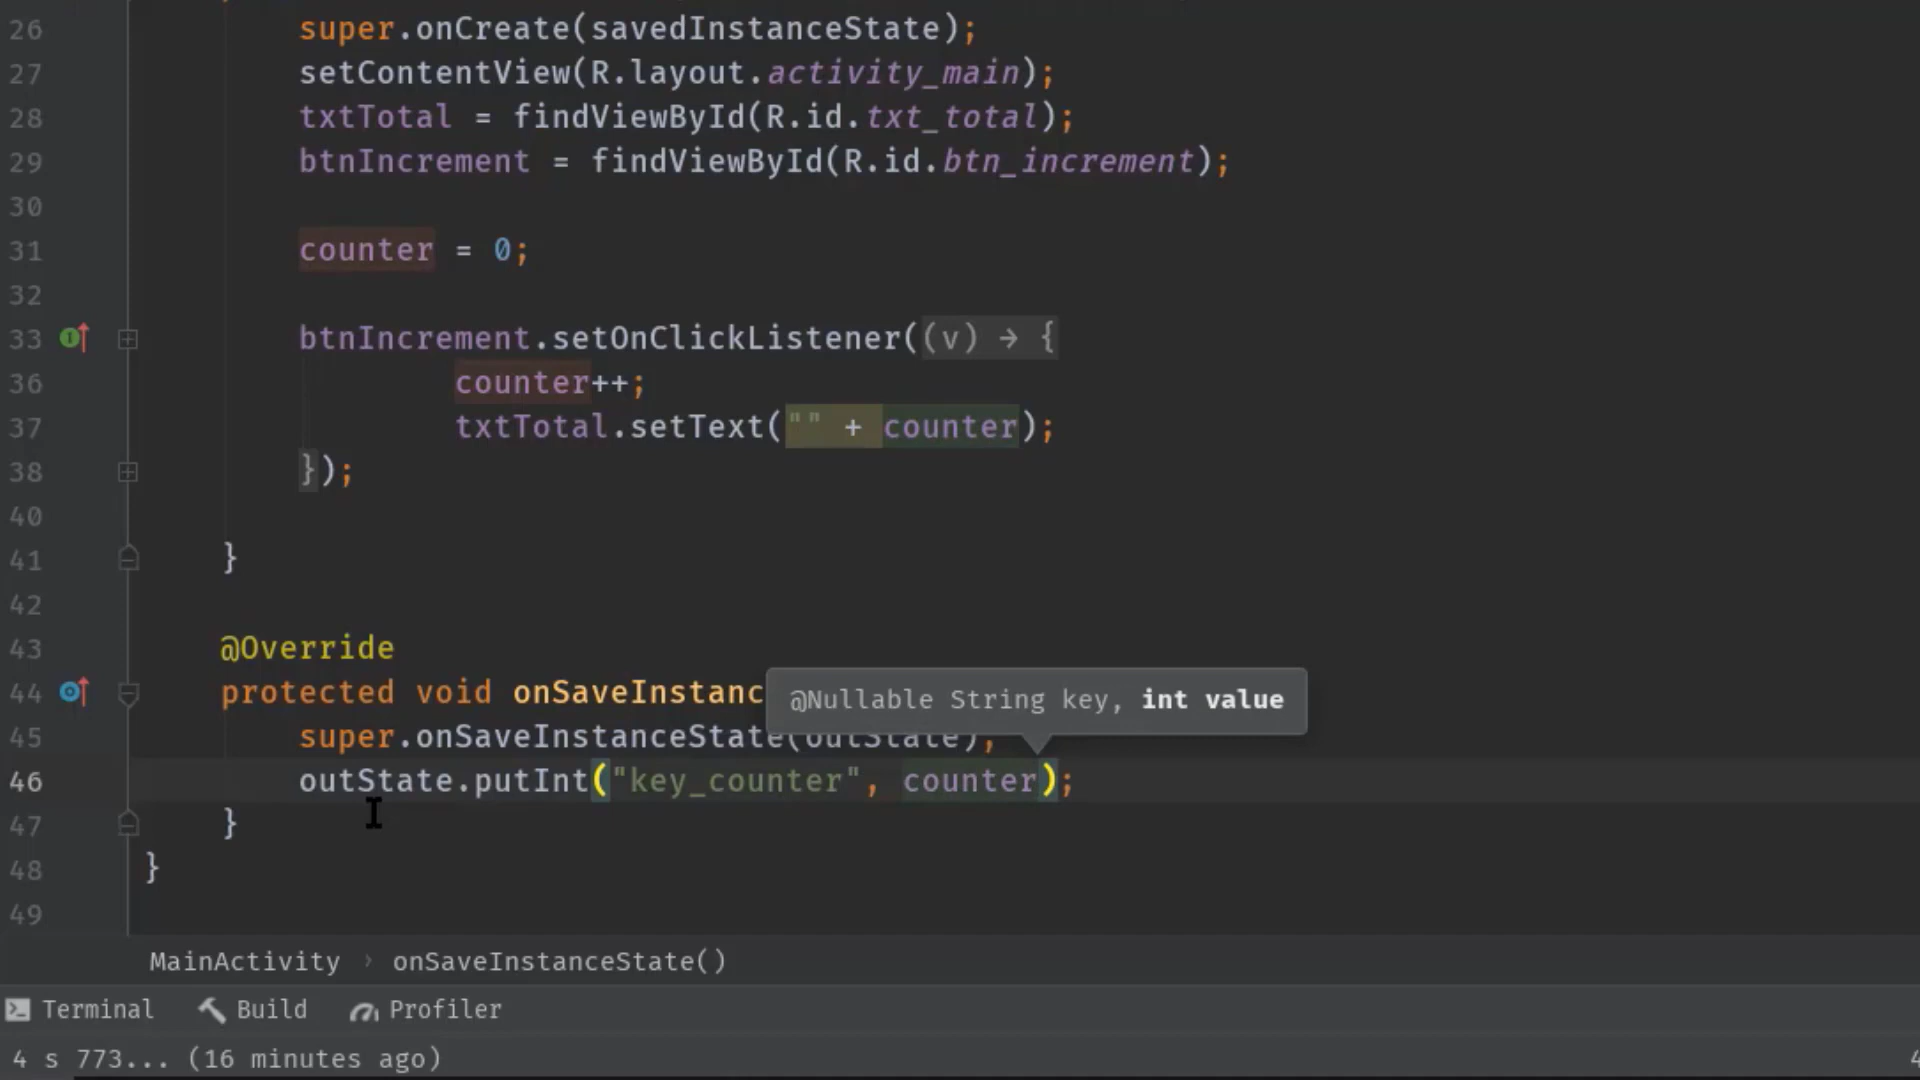 26 super.onCreate(savedInstanceState);
27 setContentView(R.layout.activity_main);
28 txtTotal = findViewById(R.id.txt_total);
29 btnIncrement = findViewById(R.id.btn_increment);
30
31 counter = 0;
32
33 btnIncrement.setOnClickListener((v) → {
36 counter++;
37 txtTotal.setText("" + counter);
38 });
40
41 }
42
43 @Override
44 protected void onSaveInstanc
@Nullable String key, int value
45 super.onSaveInstanceState(outState);
46 outState.putInt("key_counter", counter);
47 }
48 }
49
MainActivity › onSaveInstanceState()
Terminal Build Profiler
4 s 773... (16 minutes ago)